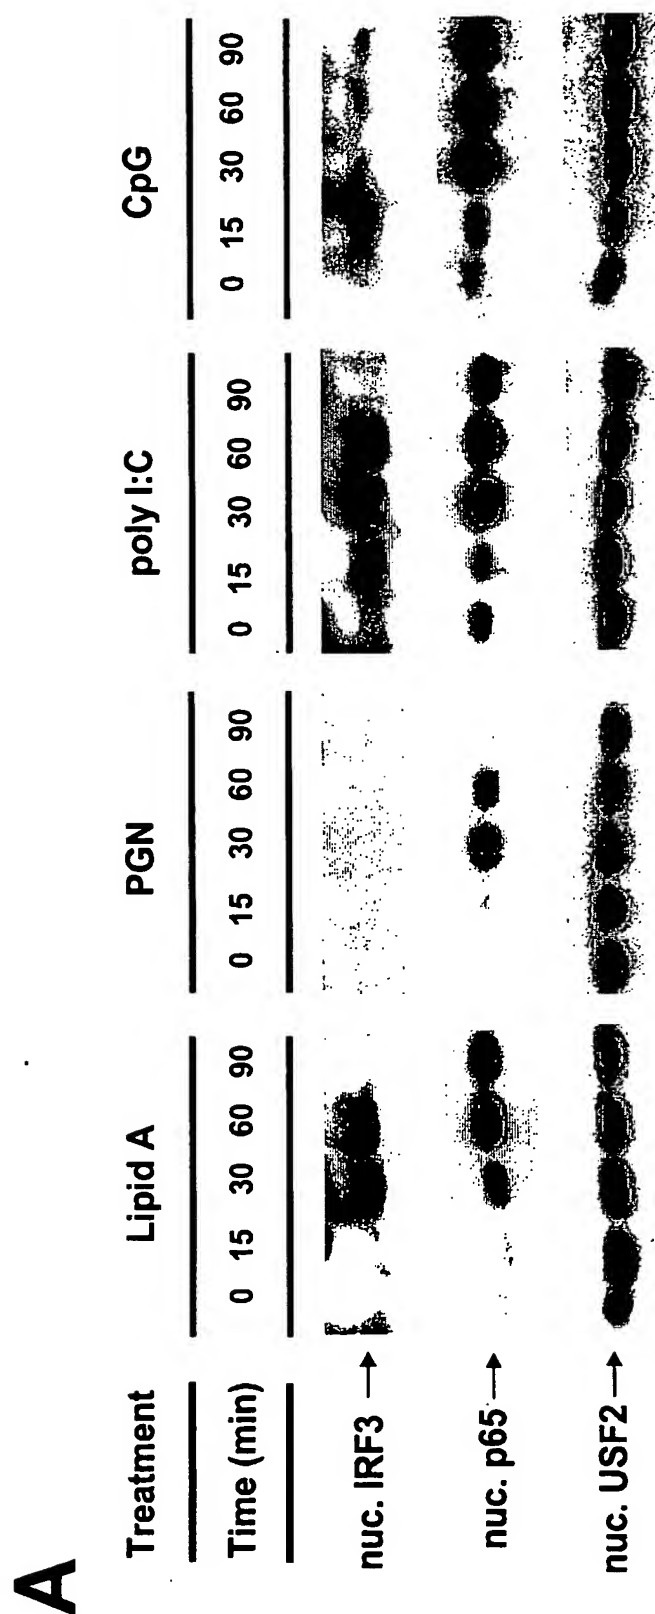 A
Treatment Lipid A PGN poly I:C CpG
Time (min) 0 15 30 60 90 0 15 30 60 90 0 15 30 60 90 0 15 30 60 90
nuc. IRF3 →
nuc. p65 →
nuc. USF2 →